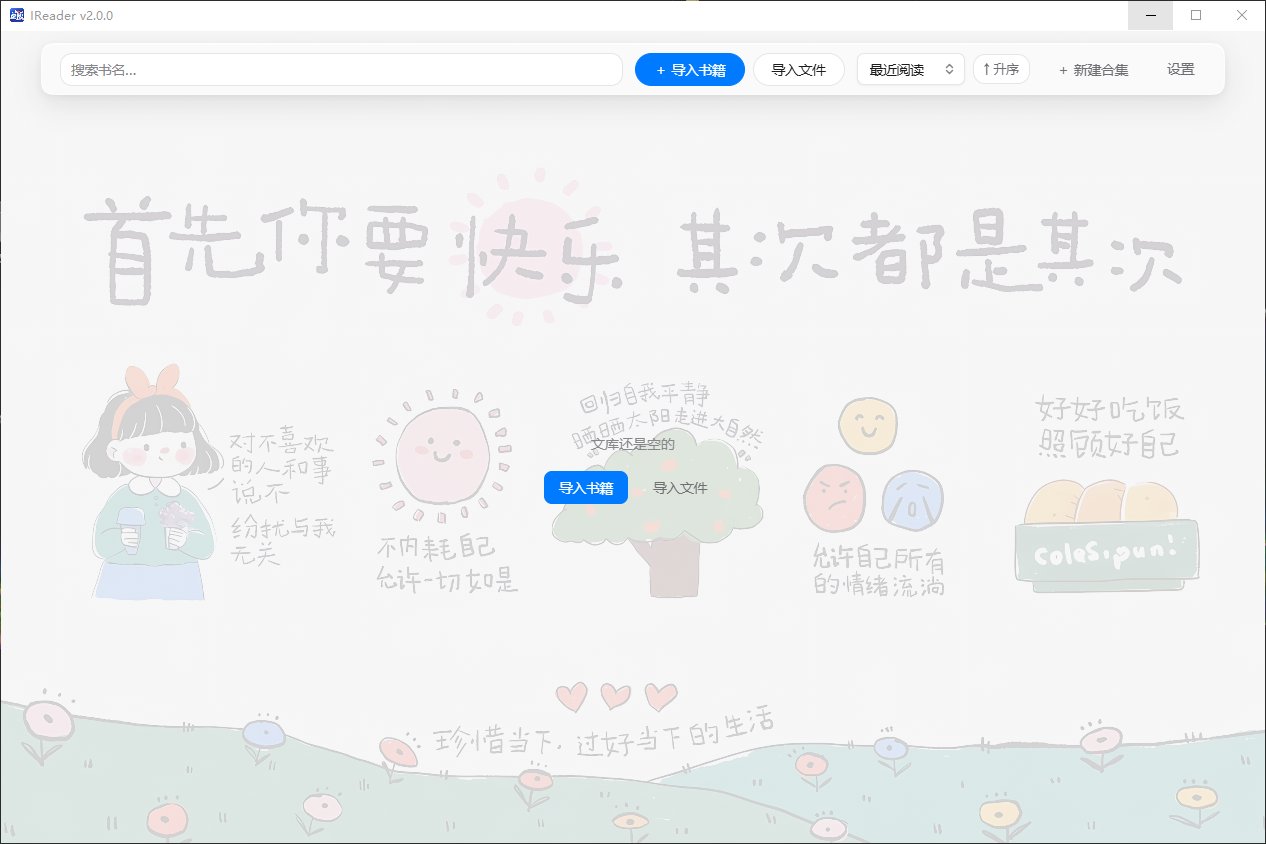 IReader v2.0.0
搜索书名...
+ 导入书籍
导入文件
最近阅读
↑升序
+ 新建合集
设置
首先你要快乐 其次都是其次
对不喜欢
的人和事
说不
纷扰与我
无关
不内耗自己
允许一切如是
回归自我平静
晒晒太阳走进大自然
文库还是空的
导入书籍
导入文件
允许自己所有
的情绪流淌
好好吃饭
照顾好自己
coles.pun!
珍惜当下,过好当下的生活